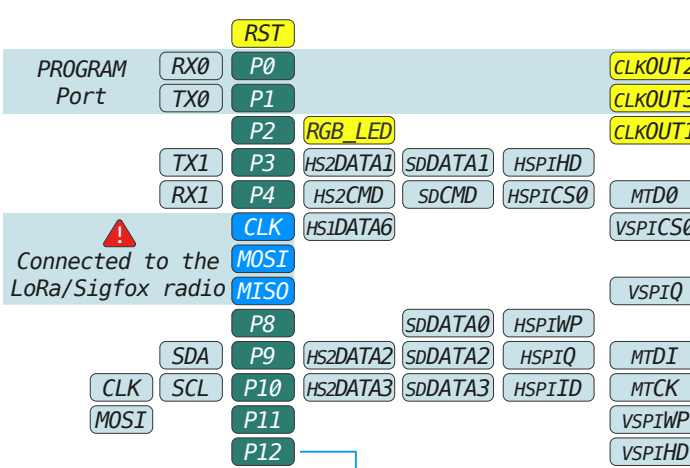 RST
PROGRAM Port RX0 P0 CLKOUT2
TX0 P1 CLKOUT3
P2 RGB_LED CLKOUT1
TX1 P3 HS2DATA1 SDDATA1 HSPIHD
RX1 P4 HS2CMD SDCMD HSPICS0 MTD0
CLK HS1DATA6 VSPICS0
Connected to the MOSI
LoRa/Sigfox radio MISO VSPIQ
P8 SDDATA0 HSPIWP
SDA P9 HS2DATA2 SDDATA2 HSPIQ MTDI
CLK SCL P10 HS2DATA3 SDDATA3 HSPIID MTCK
MOSI P11 VSPIWP
P12 VSPIHD